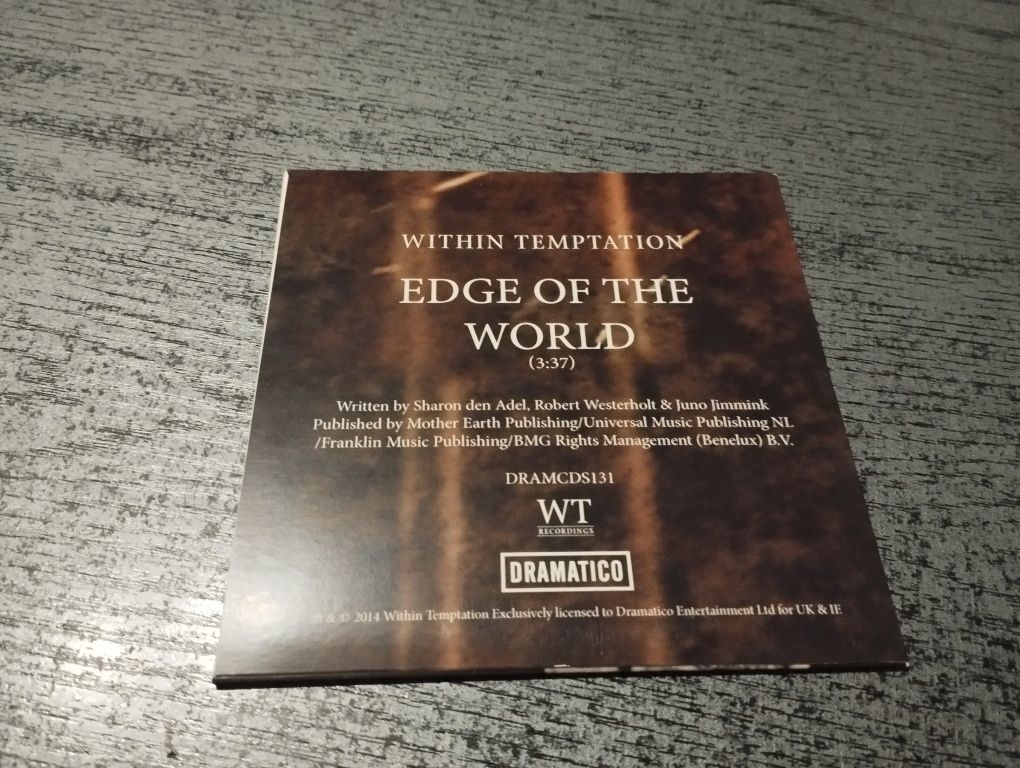 WITHIN TEMPTATION
EDGE OF THE
WORLD
(3:37)
Written by Sharon den Adel, Robert Westerholt & Juno Jimmink
Published by Mother Earth Publishing/Universal Music Publishing NL
/Franklin Music Publishing/BMG Rights Management (Benelux) B.V.
DRAMCDS131
WT
RECORDINGS
DRAMATICO
℗ & © 2014 Within Temptation Exclusively licensed to Dramatico Entertainment Ltd for UK & IE